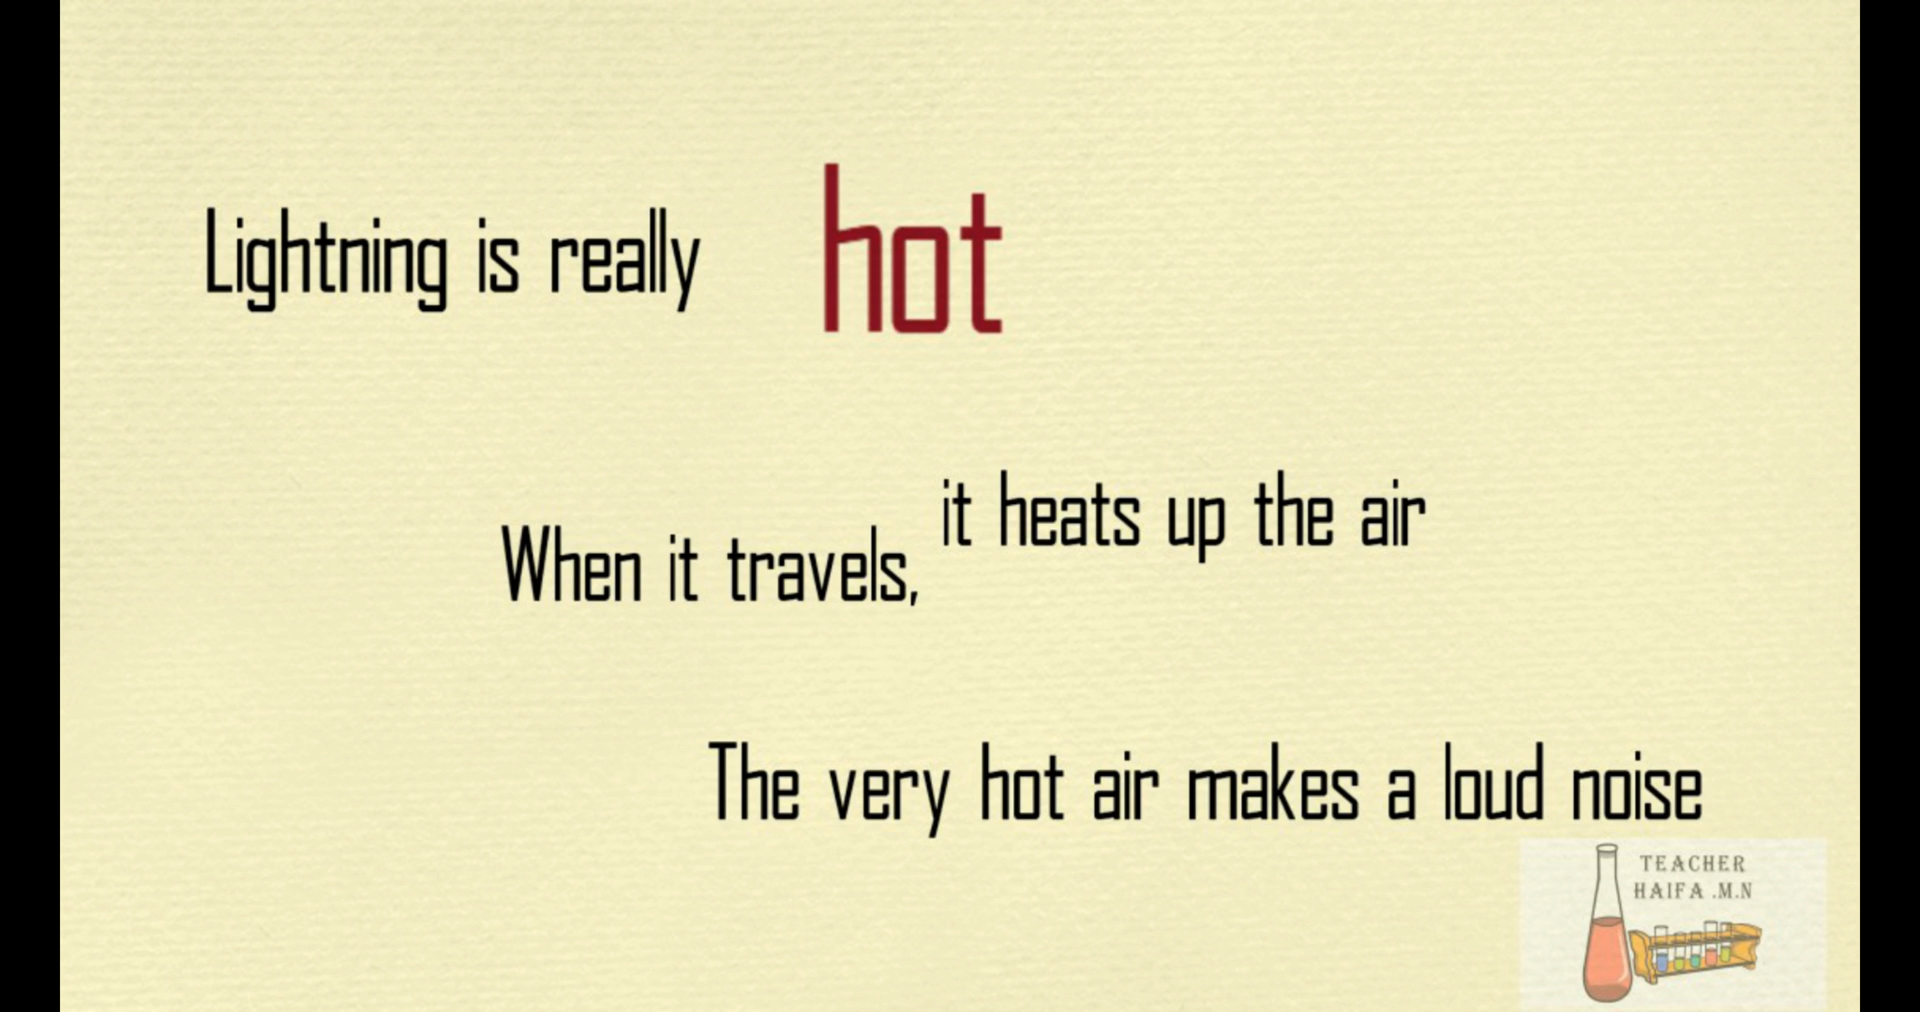 Lightning is really hot
When it travels, it heats up the air
The very hot air makes a loud noise
TEACHER
HAIFA .M.N